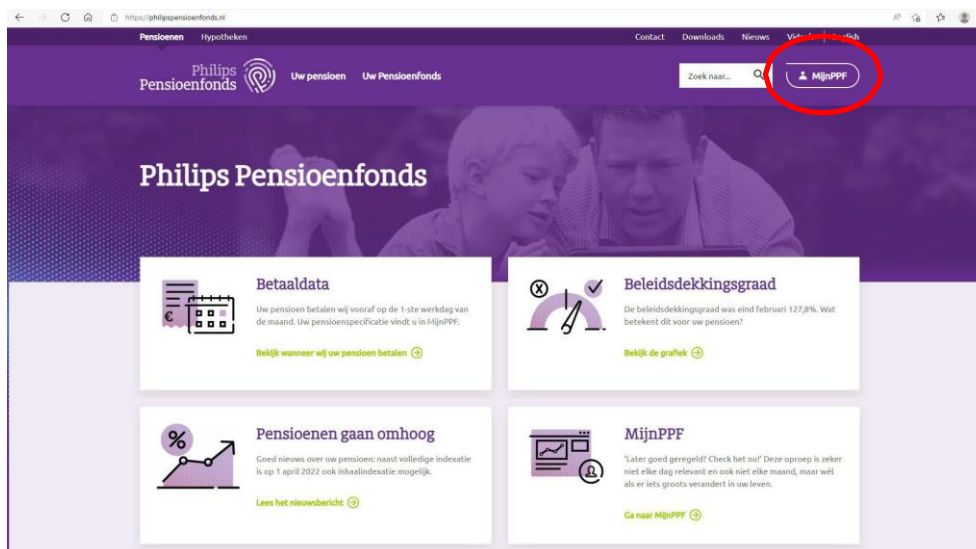 https://philipspensioenfonds.nl
Pensioenen Hypotheken Contact Downloads Nieuws English
Philips
Pensioenfonds
Uw pensioen Uw Pensioenfonds
Zoek naar...
MijnPPF
Philips Pensioenfonds
Betaaldata
Uw pensioen betalen wij vooraf op de 1-ste werkdag van
de maand. Uw pensioenspecificatie vindt u in MijnPPF.
Bekijk wanneer wij uw pensioen betalen
€
Beleidsdekkingsgraad
De beleidsdekkingsgraad was eind februari 127,8%. Wat
betekent dit voor uw pensioen?
Bekijk de grafiek
%
Pensioenen gaan omhoog
Goed nieuws over uw pensioen: naast volledige indexatie
is op 1 april 2022 ook inhaalindexatie mogelijk.
Lees het nieuwsbericht
MijnPPF
'Later goed geregeld? Check het nu!' Deze oproep is zeker
niet elke dag relevant en ook niet elke maand, maar wél
als er iets groots verandert in uw leven.
Ga naar MijnPPF